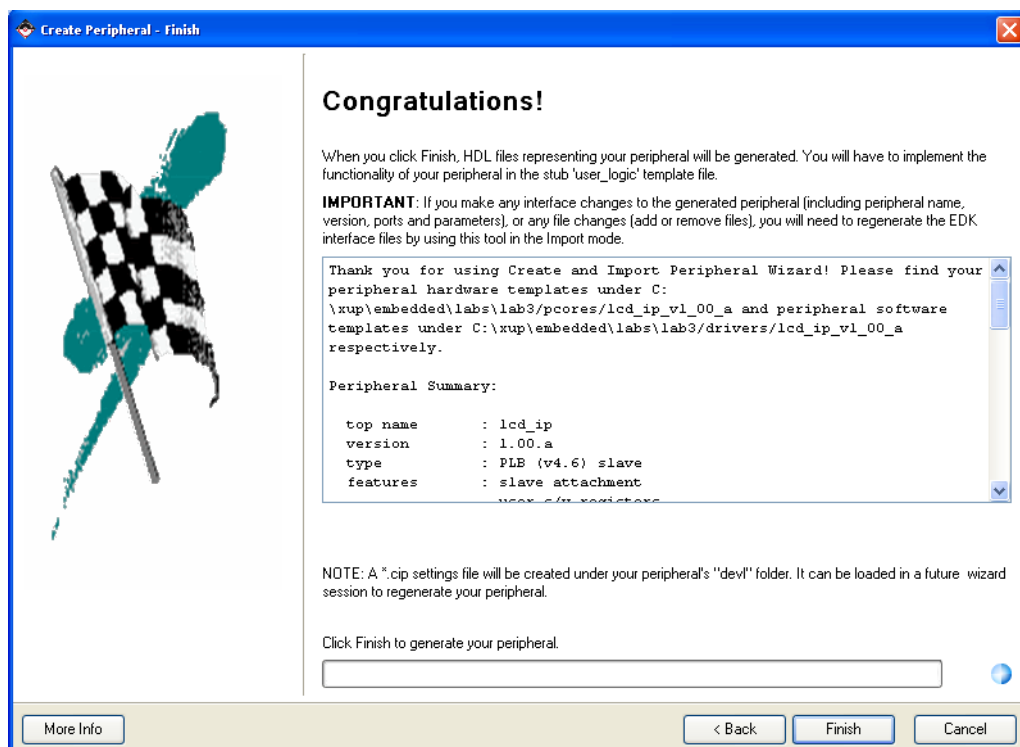 Create Peripheral - Finish
Congratulations!
When you click Finish, HDL files representing your peripheral will be generated. You will have to implement the
functionality of your peripheral in the stub 'user_logic' template file.
IMPORTANT: If you make any interface changes to the generated peripheral (including peripheral name,
version, ports and parameters), or any file changes (add or remove files), you will need to regenerate the EDK
interface files by using this tool in the Import mode.
Thank you for using Create and Import Peripheral Wizard! Please find your
peripheral hardware templates under C:
\xup\embedded\labs\lab3/pcores/lcd_ip_v1_00_a and peripheral software
templates under C:\xup\embedded\labs\lab3/drivers/lcd_ip_v1_00_a
respectively.
Peripheral Summary:
top name : lcd_ip
version : 1.00.a
type : PLB (v4.6) slave
features : slave attachment
user s/w registers
NOTE: A *.cip settings file will be created under your peripheral's "devl" folder. It can be loaded in a future wizard
session to regenerate your peripheral.
Click Finish to generate your peripheral.
More Info
< Back
Finish
Cancel